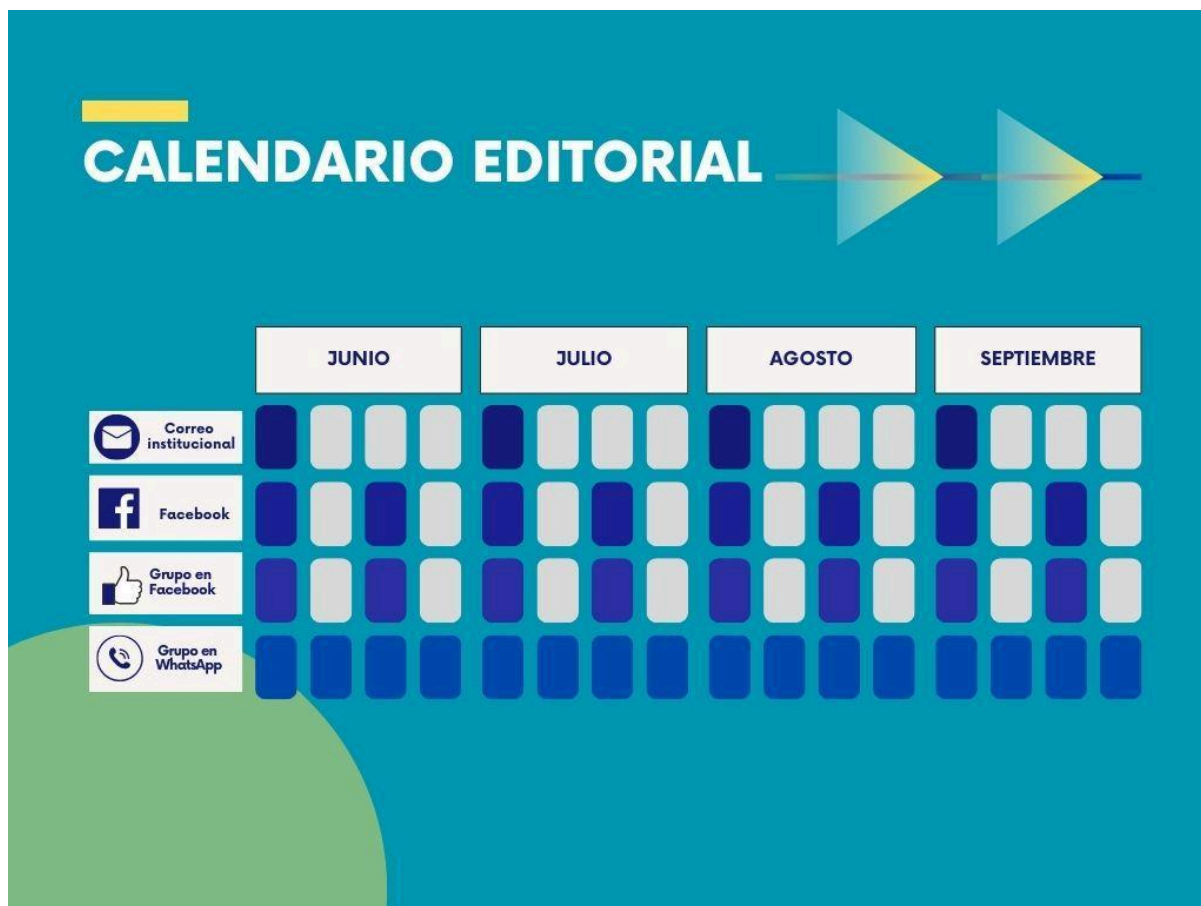 CALENDARIO EDITORIAL
JUNIO
JULIO
AGOSTO
SEPTIEMBRE
Correo
institucional
Facebook
Grupo en
Facebook
Grupo en
WhatsApp